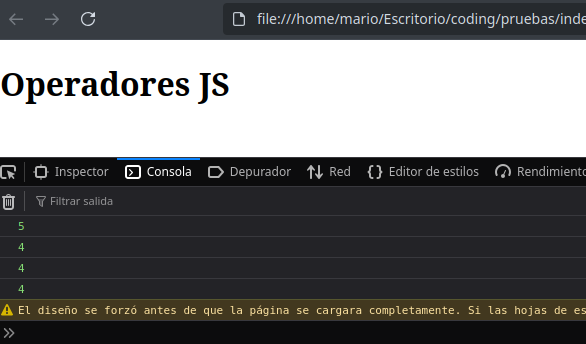 file:///home/mario/Escritorio/coding/pruebas/inde
Operadores JS
Inspector Consola Depurador Red Editor de estilos Rendimiento
Filtrar salida
5
4
4
4
El diseño se forzó antes de que la página se cargara completamente. Si las hojas de es